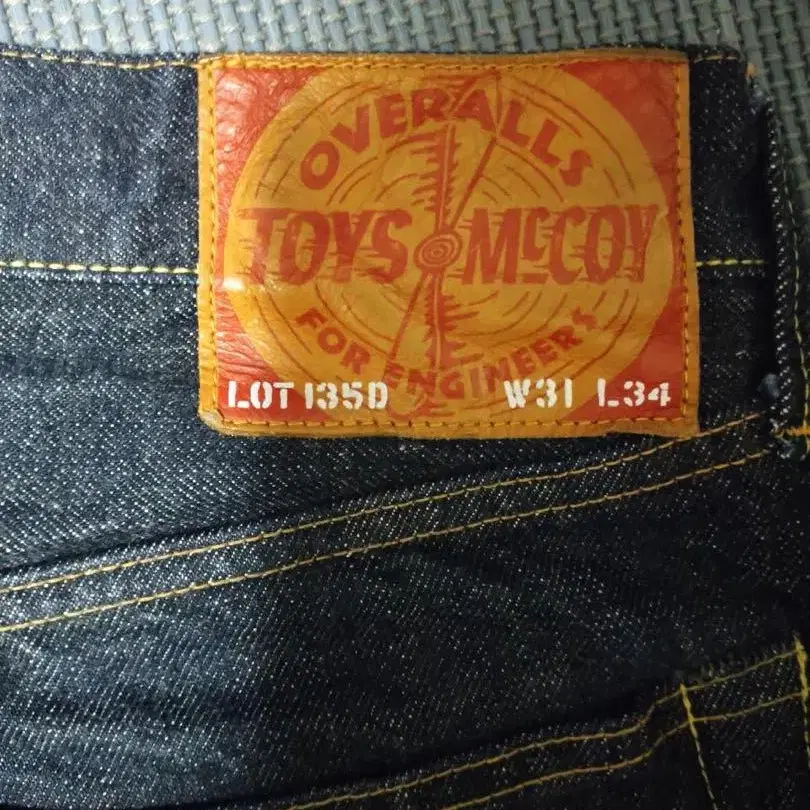 OVERALLS
TOYS McCOY
FOR ENGINEERS
LOT 135D W31 L34